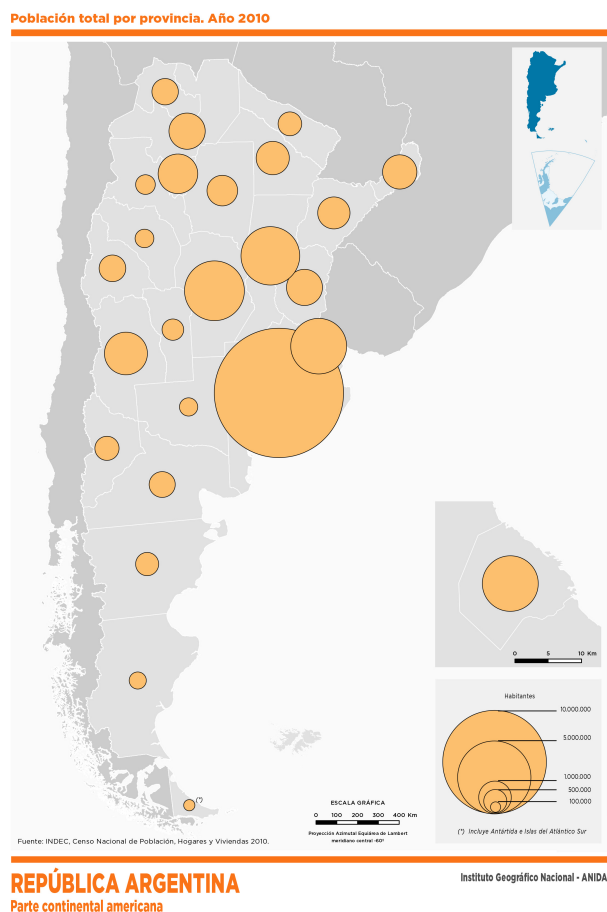 Población total por provincia. Año 2010
(*)
0 5 10 Km
Habitantes
10.000.000
5.000.000
1.000.000
500.000
100.000
(*) Incluye Antártida e Islas del Atlántico Sur
ESCALA GRÁFICA
0 100 200 300 400 Km
Proyección Azimutal Equiárea de Lambert
meridiano central -60º
Fuente: INDEC, Censo Nacional de Población, Hogares y Viviendas 2010.
REPÚBLICA ARGENTINA
Parte continental americana
Instituto Geográfico Nacional - ANIDA